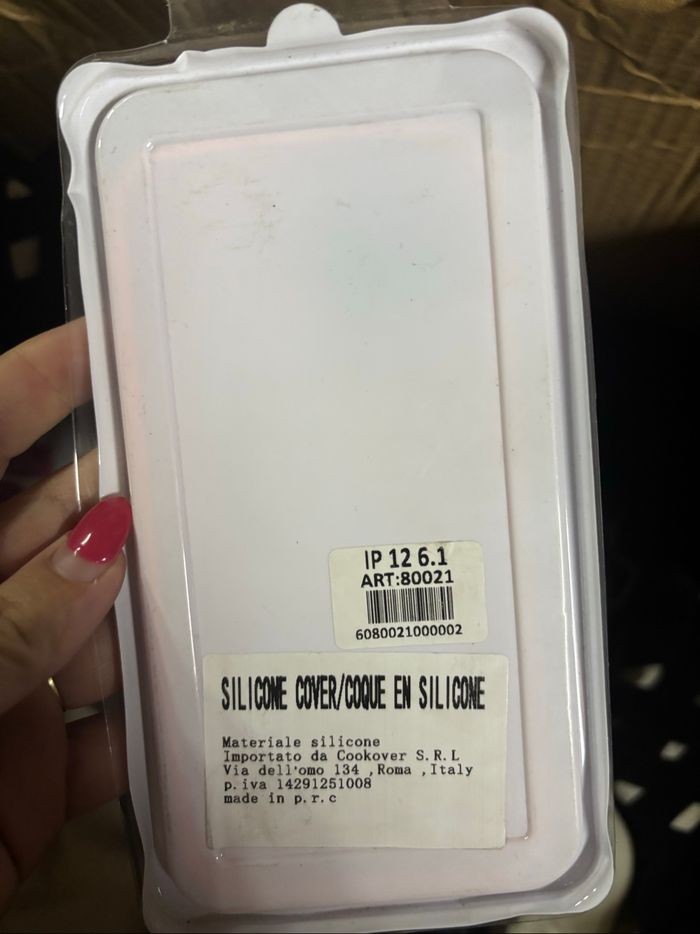 IP 12 6.1
ART:80021
6080021000002
SILICONE COVER/COQUE EN SILICONE
Materiale silicone
Importato da Cookover S.R.L
Via dell'omo 134 ,Roma ,Italy
p.iva 14291251008
made in p.r.c